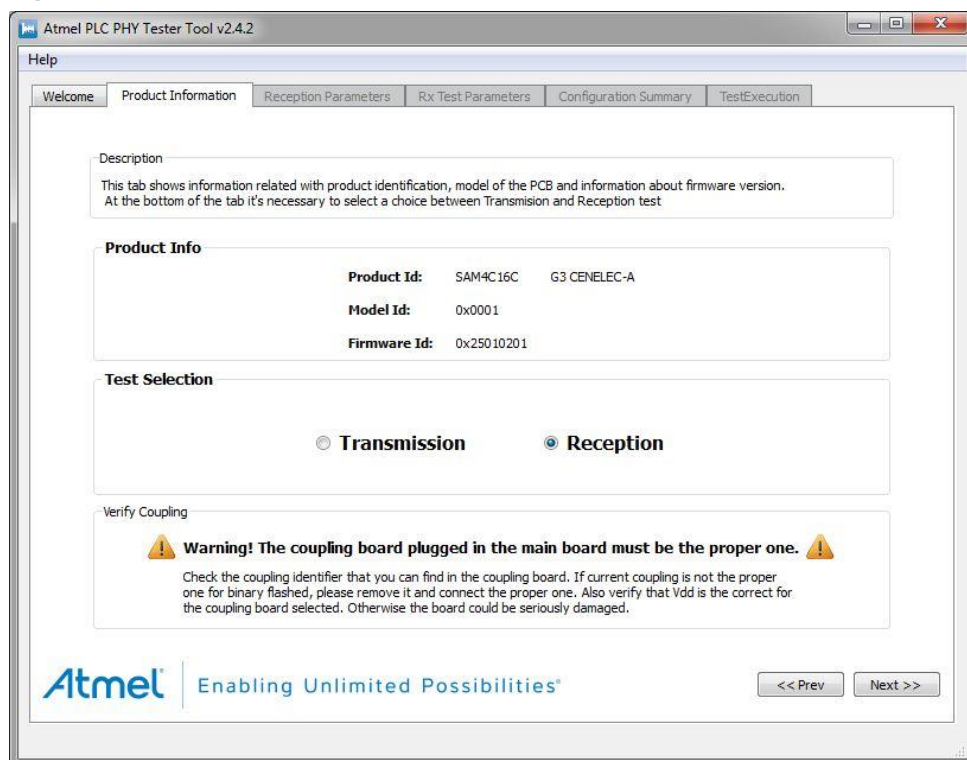 Atmel PLC PHY Tester Tool v2.4.2
Help
Welcome Product Information Reception Parameters Rx Test Parameters Configuration Summary TestExecution
Description
This tab shows information related with product identification, model of the PCB and information about firmware version.
At the bottom of the tab it's necessary to select a choice between Transmision and Reception test
Product Info
Product Id: SAM4C16C G3 CENELEC-A
Model Id: 0x0001
Firmware Id: 0x25010201
Test Selection
Transmission Reception
Verify Coupling
Warning! The coupling board plugged in the main board must be the proper one.
Check the coupling identifier that you can find in the coupling board. If current coupling is not the proper
one for binary flashed, please remove it and connect the proper one. Also verify that Vdd is the correct for
the coupling board selected. Otherwise the board could be seriously damaged.
Atmel Enabling Unlimited Possibilities®
<< Prev Next >>